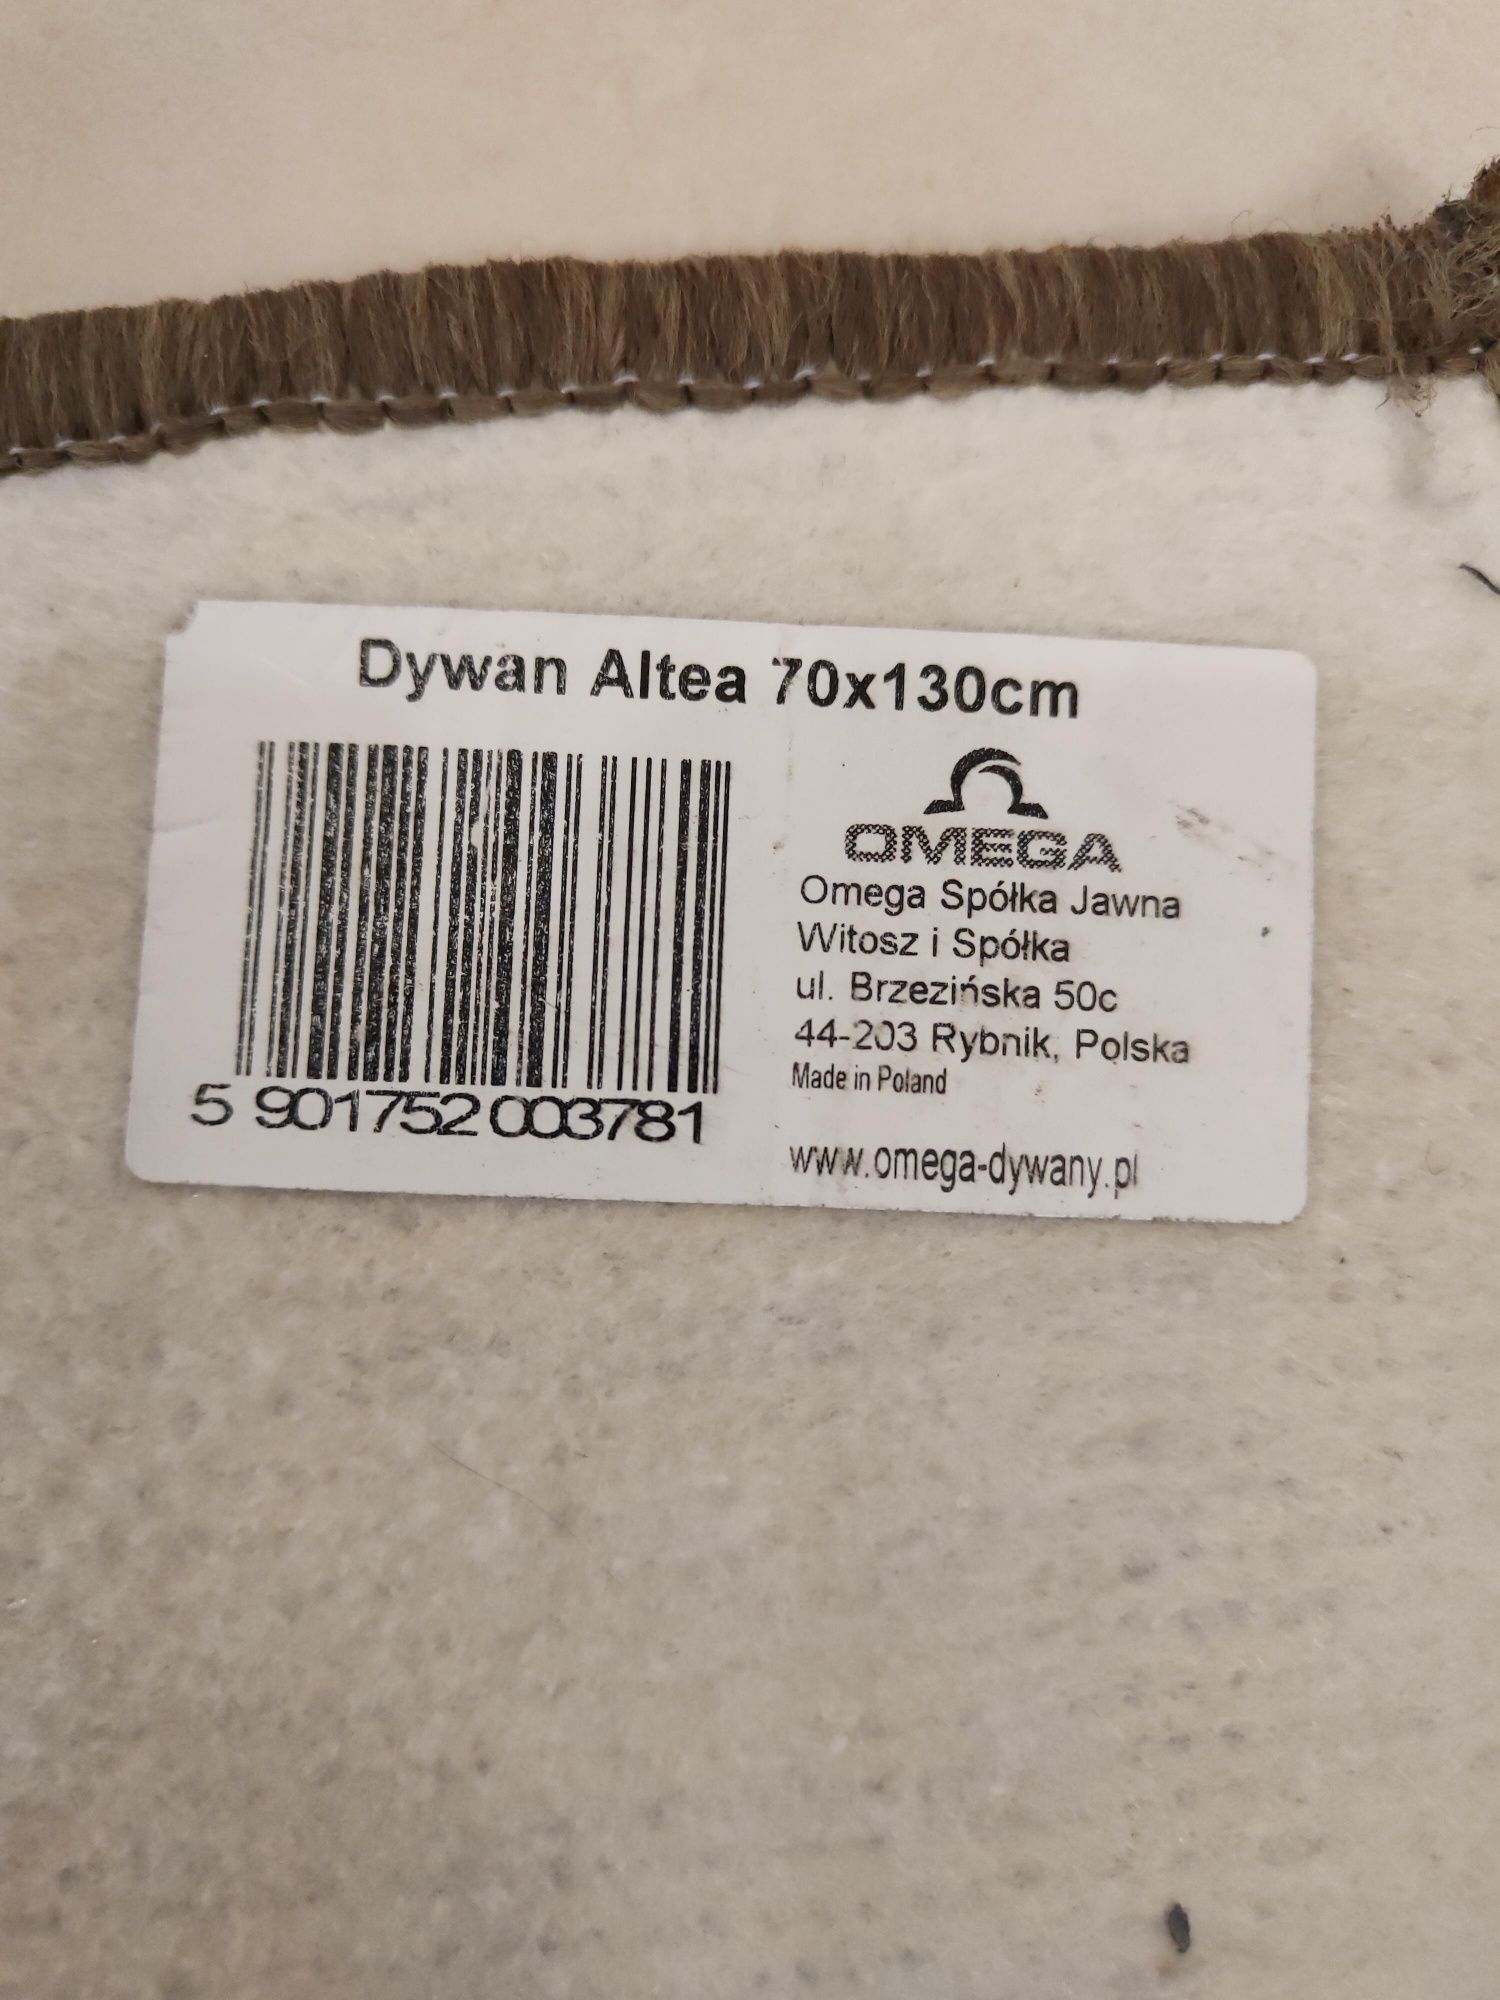 Dywan Altea 70x130cm
OMEGA
Omega Spółka Jawna
Witosz i Spółka
ul. Brzezińska 50c
44-203 Rybnik, Polska
Made in Poland
www.omega-dywany.pl
5 901752 003781